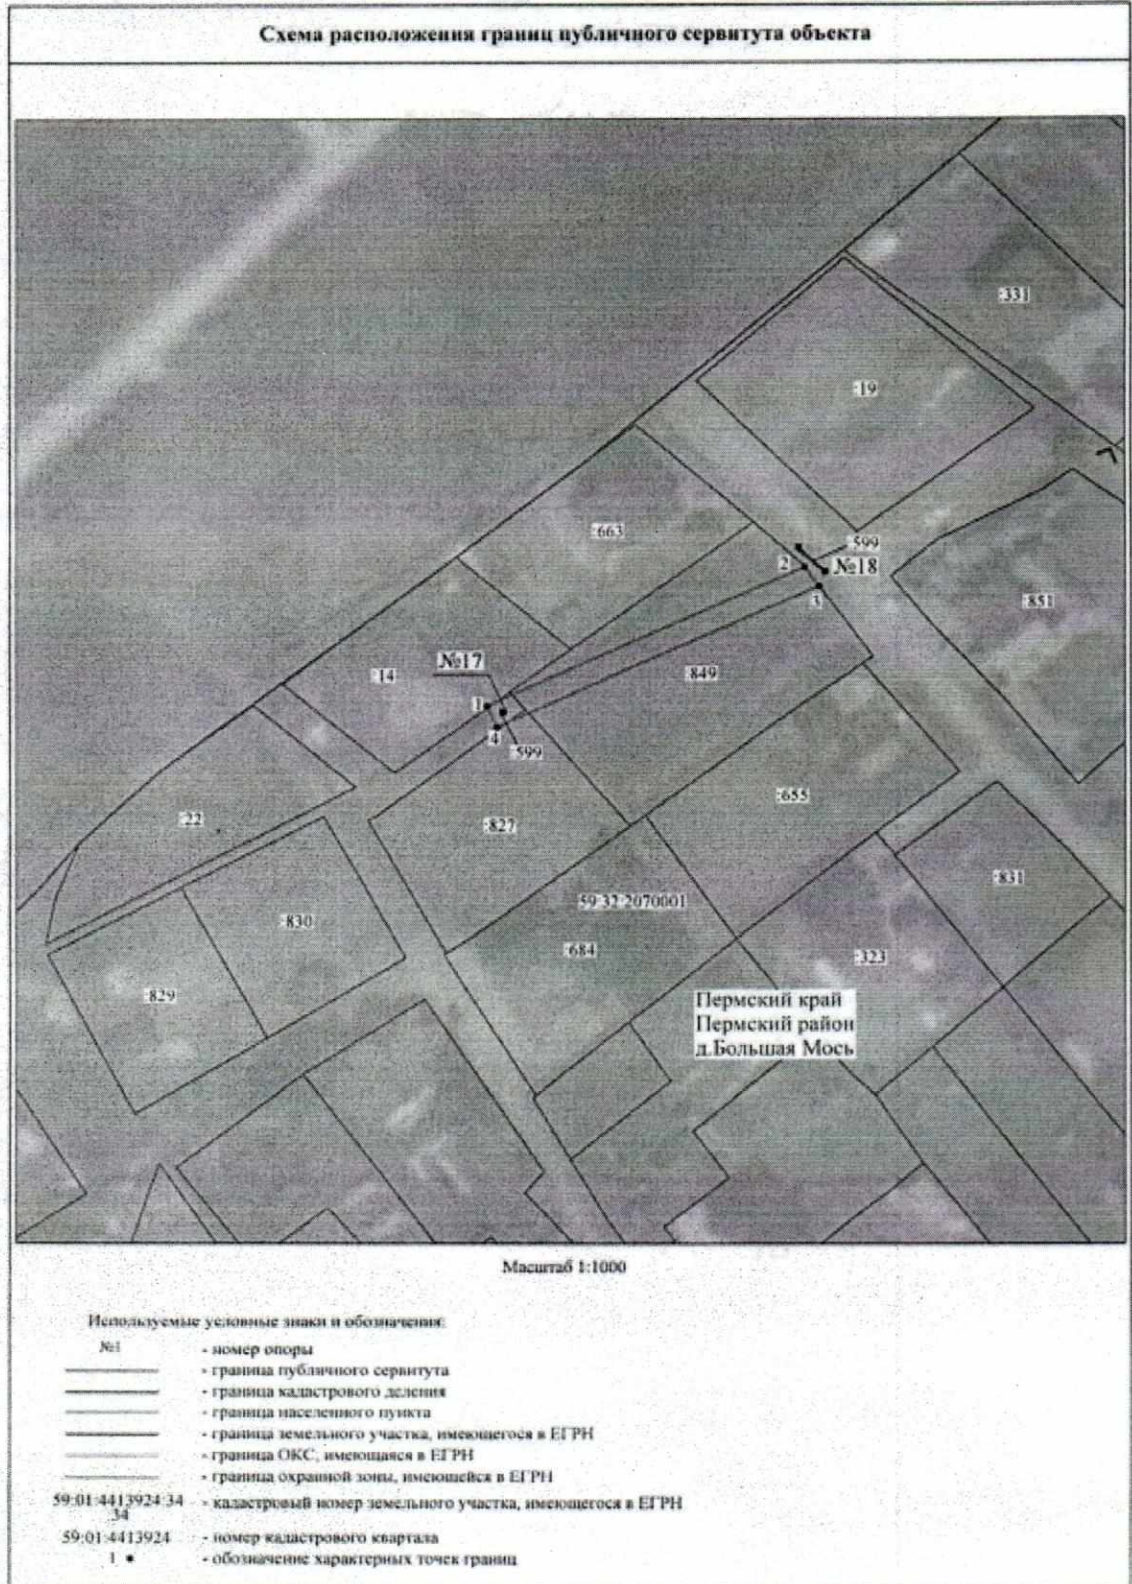 Схема расположения границ публичного сервитута объекта
:331
:19
:663
:599
2
№18
3
:851
№17
:14
:849
1
4
:599
:22
:827
:655
:831
59:32:2070001
:830
:684
:323
:829
Пермский край
Пермский район
д.Большая Мось
Масштаб 1:1000
Используемые условные знаки и обозначения:
№1 - номер опоры
- граница публичного сервитута
- граница кадастрового деления
- граница населенного пункта
- граница земельного участка, имеющегося в ЕГРН
- граница ОКС, имеющаяся в ЕГРН
- граница охранной зоны, имеющейся в ЕГРН
59:01:4413924:34 - кадастровый номер земельного участка, имеющегося в ЕГРН
:34
59:01:4413924 - номер кадастрового квартала
1 • - обозначение характерных точек границ